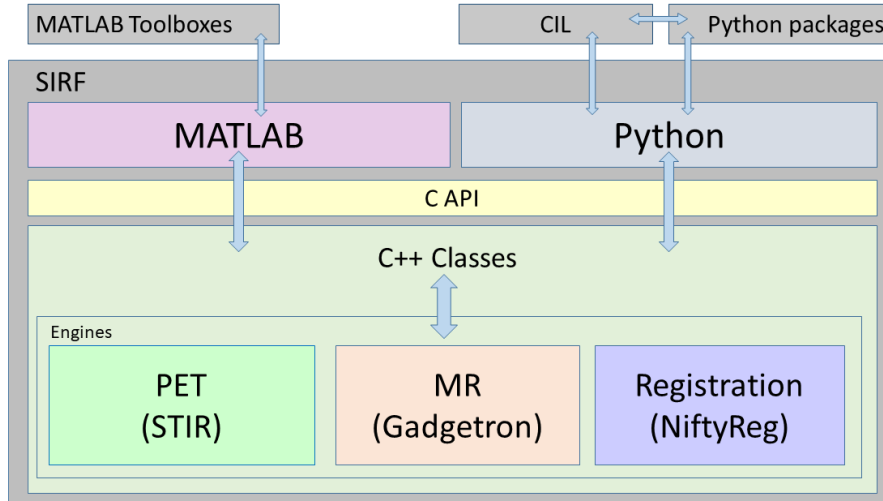 MATLAB Toolboxes
CIL
Python packages
SIRF
MATLAB
Python
C API
C++ Classes
Engines
PET
(STIR)
MR
(Gadgetron)
Registration
(NiftyReg)